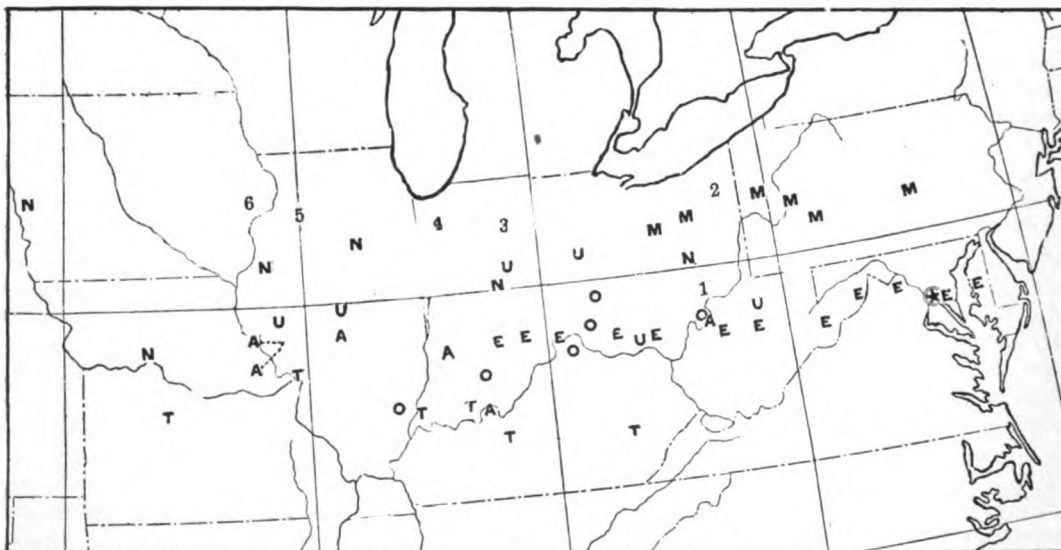 M
M M
2 M M
N 6 5 4 3 M
N U N
N U
N O 1 U E E E
U O O A E E E
A U A E E E E U E
N A A O
A T O
T O T T A
T T